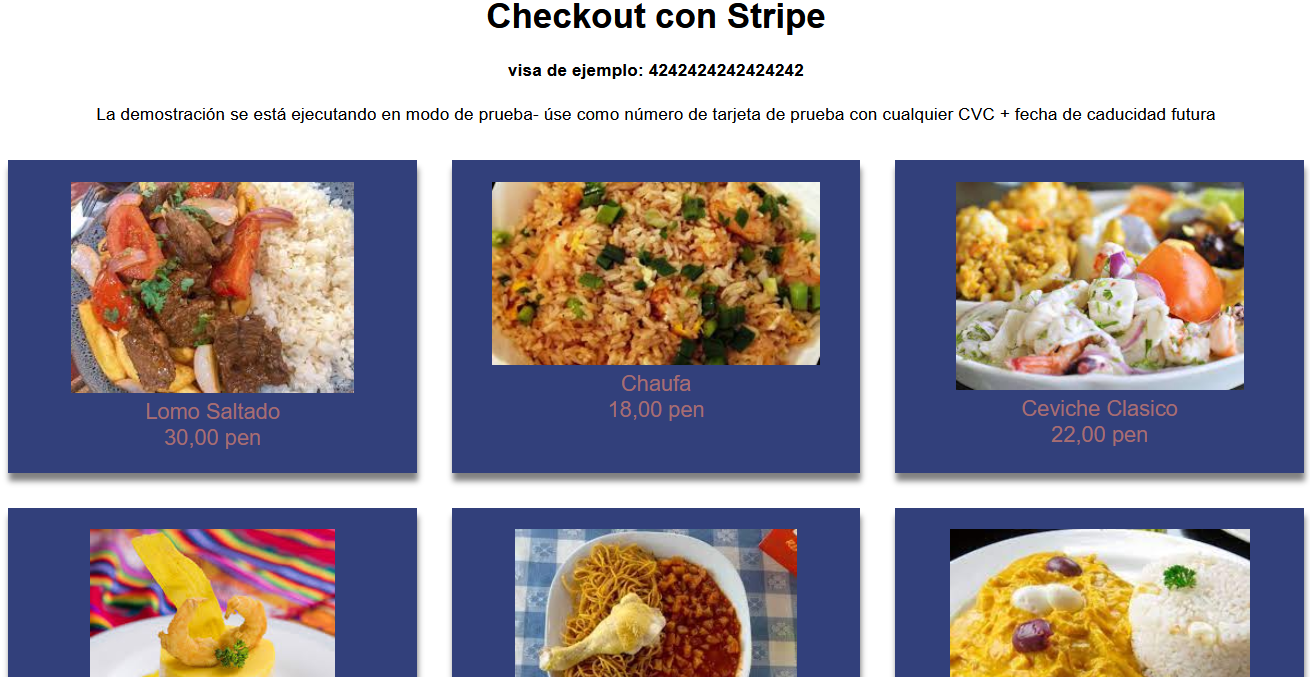 Checkout con Stripe
visa de ejemplo: 4242424242424242
La demostración se está ejecutando en modo de prueba- úse como número de tarjeta de prueba con cualquier CVC + fecha de caducidad futura
Lomo Saltado
30,00 pen
Chaufa
18,00 pen
Ceviche Clasico
22,00 pen